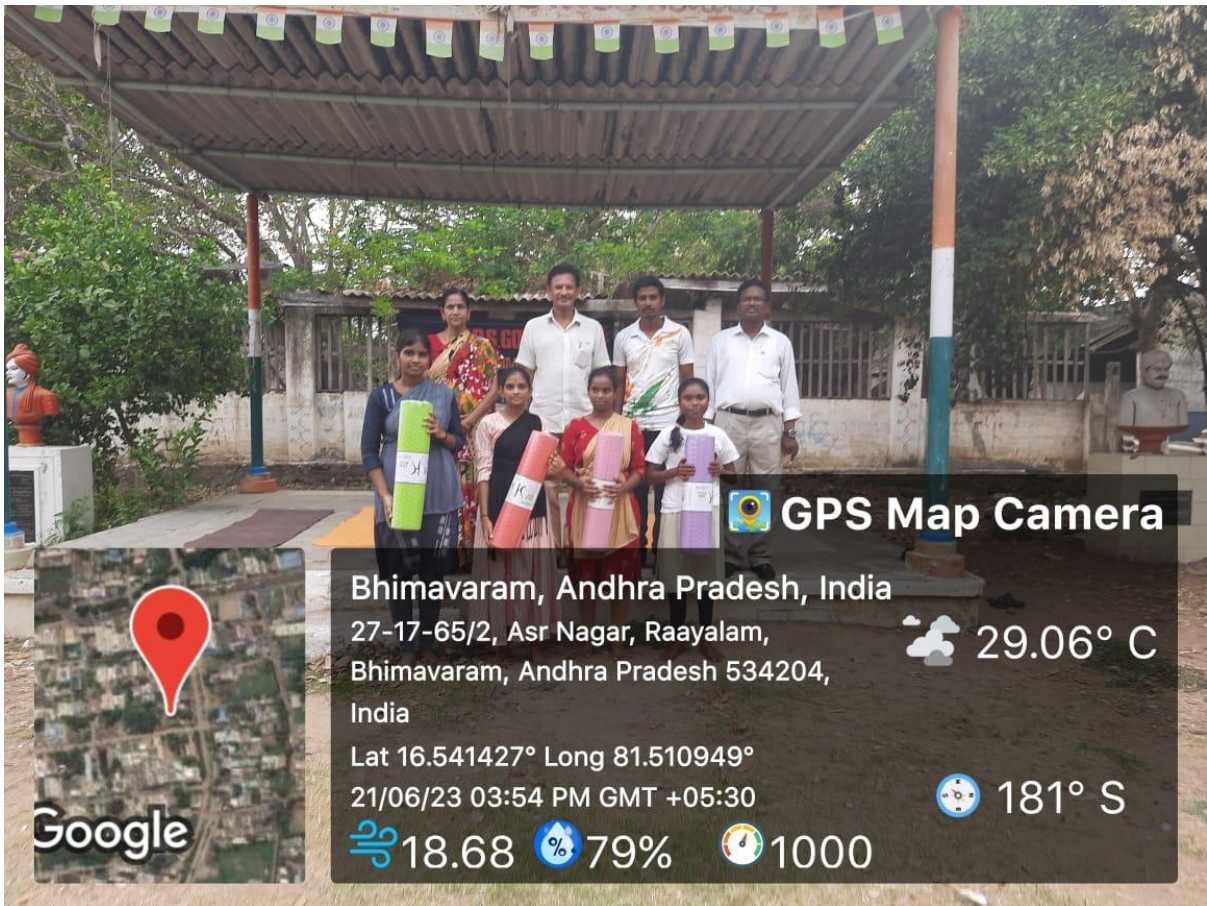 GPS Map Camera
Bhimavaram, Andhra Pradesh, India
27-17-65/2, Asr Nagar, Raayalam,
Bhimavaram, Andhra Pradesh 534204,
India
Lat 16.541427° Long 81.510949°
21/06/23 03:54 PM GMT +05:30
29.06° C
181° S
18.68 79% 1000
Google